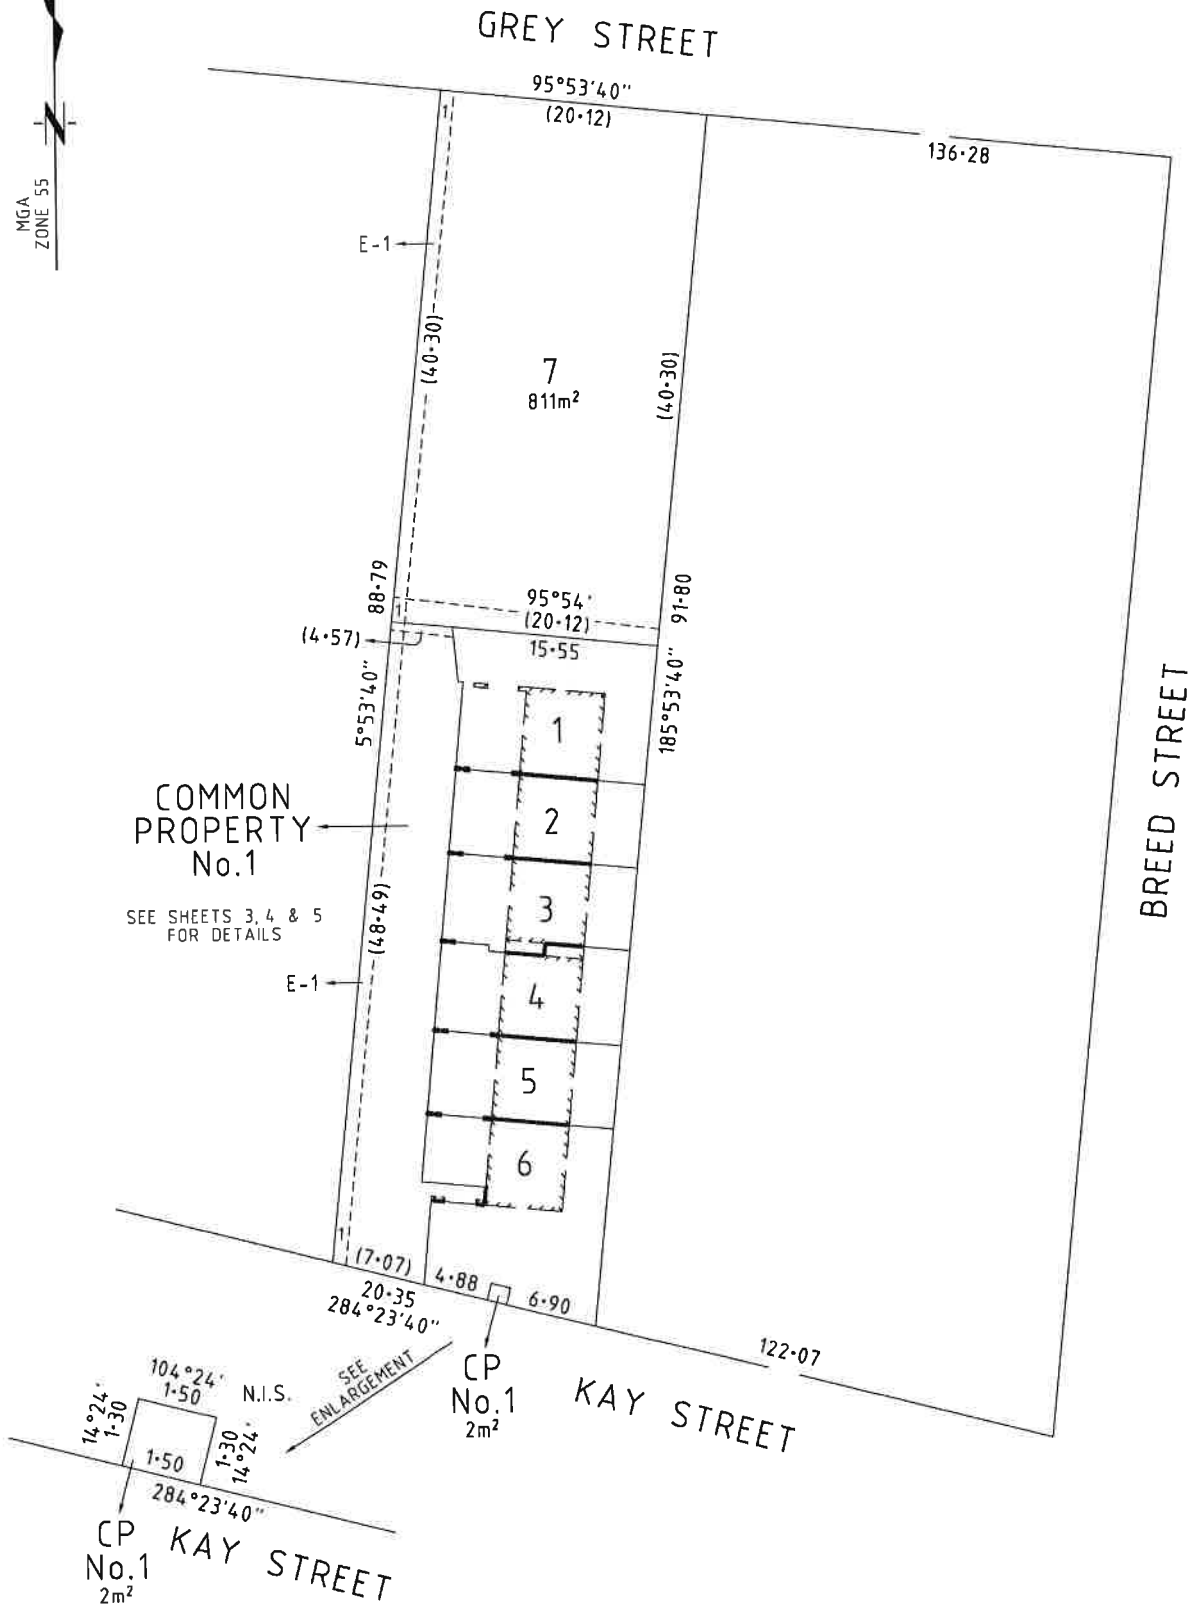 GREY STREET
95°53'40"
(20·12)
136·28
MGA
ZONE 55
1
E-1
(40·30)
7
811m²
(40·30)
88·79
95°54'
(20·12)
15·55
91·80
1
(4·57)
5°53'40"
185°53'40"
BREED STREET
1
COMMON
PROPERTY
No.1
2
SEE SHEETS 3, 4 & 5
FOR DETAILS
(48·49)
3
E-1
4
5
6
1
(7·07)
4·88
6·90
20·35
284°23'40"
122·07
CP
No.1
2m²
KAY STREET
SEE
ENLARGEMENT
104°24'
1·50
N.I.S.
14°24'
1·30
1·30
14°24'
1·50
284°23'40"
CP
No.1
2m²
KAY STREET